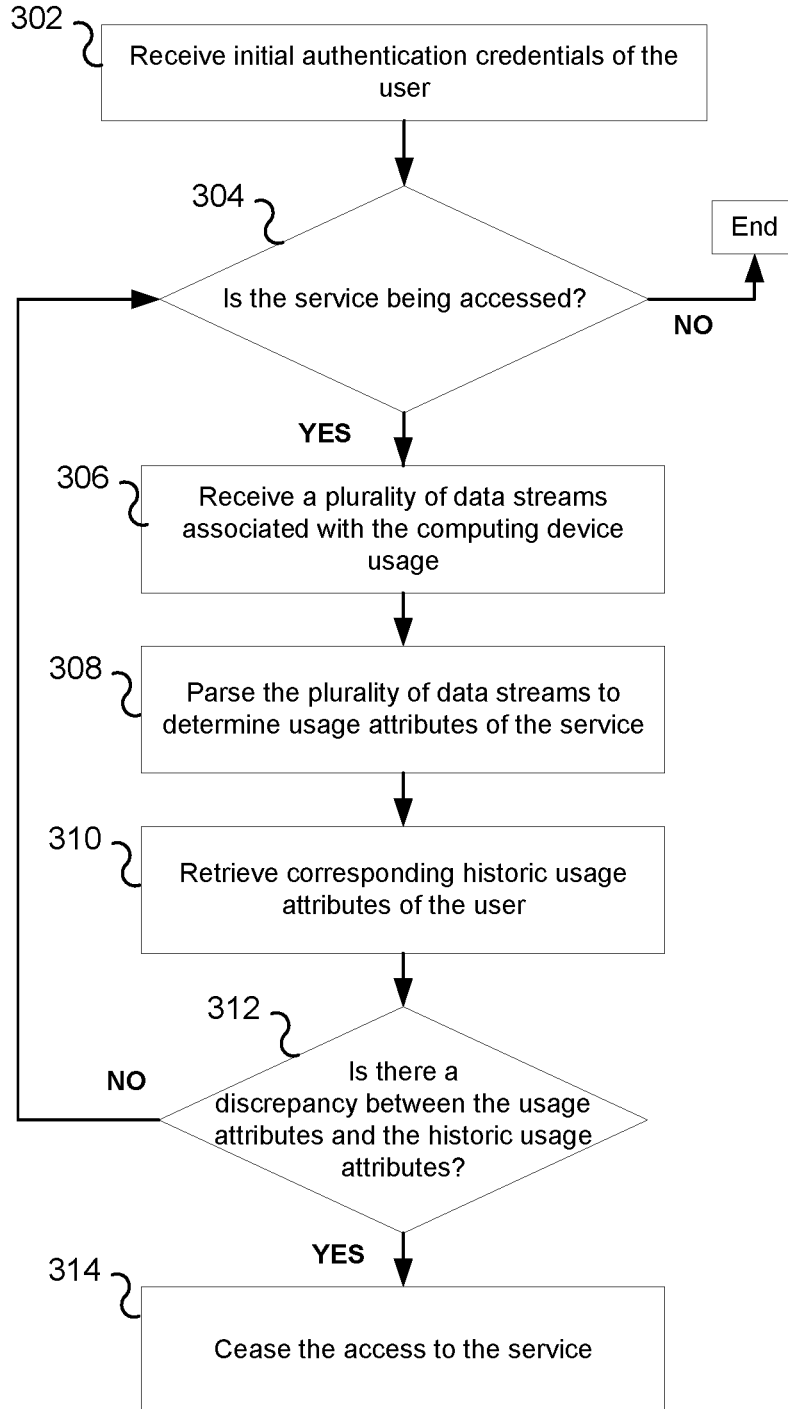 302
Receive initial authentication credentials of the
user
304
End
Is the service being accessed?
NO
YES
306
Receive a plurality of data streams
associated with the computing device
usage
308
Parse the plurality of data streams to
determine usage attributes of the service
310
Retrieve corresponding historic usage
attributes of the user
312
NO
Is there a
discrepancy between the usage
attributes and the historic usage
attributes?
YES
314
Cease the access to the service